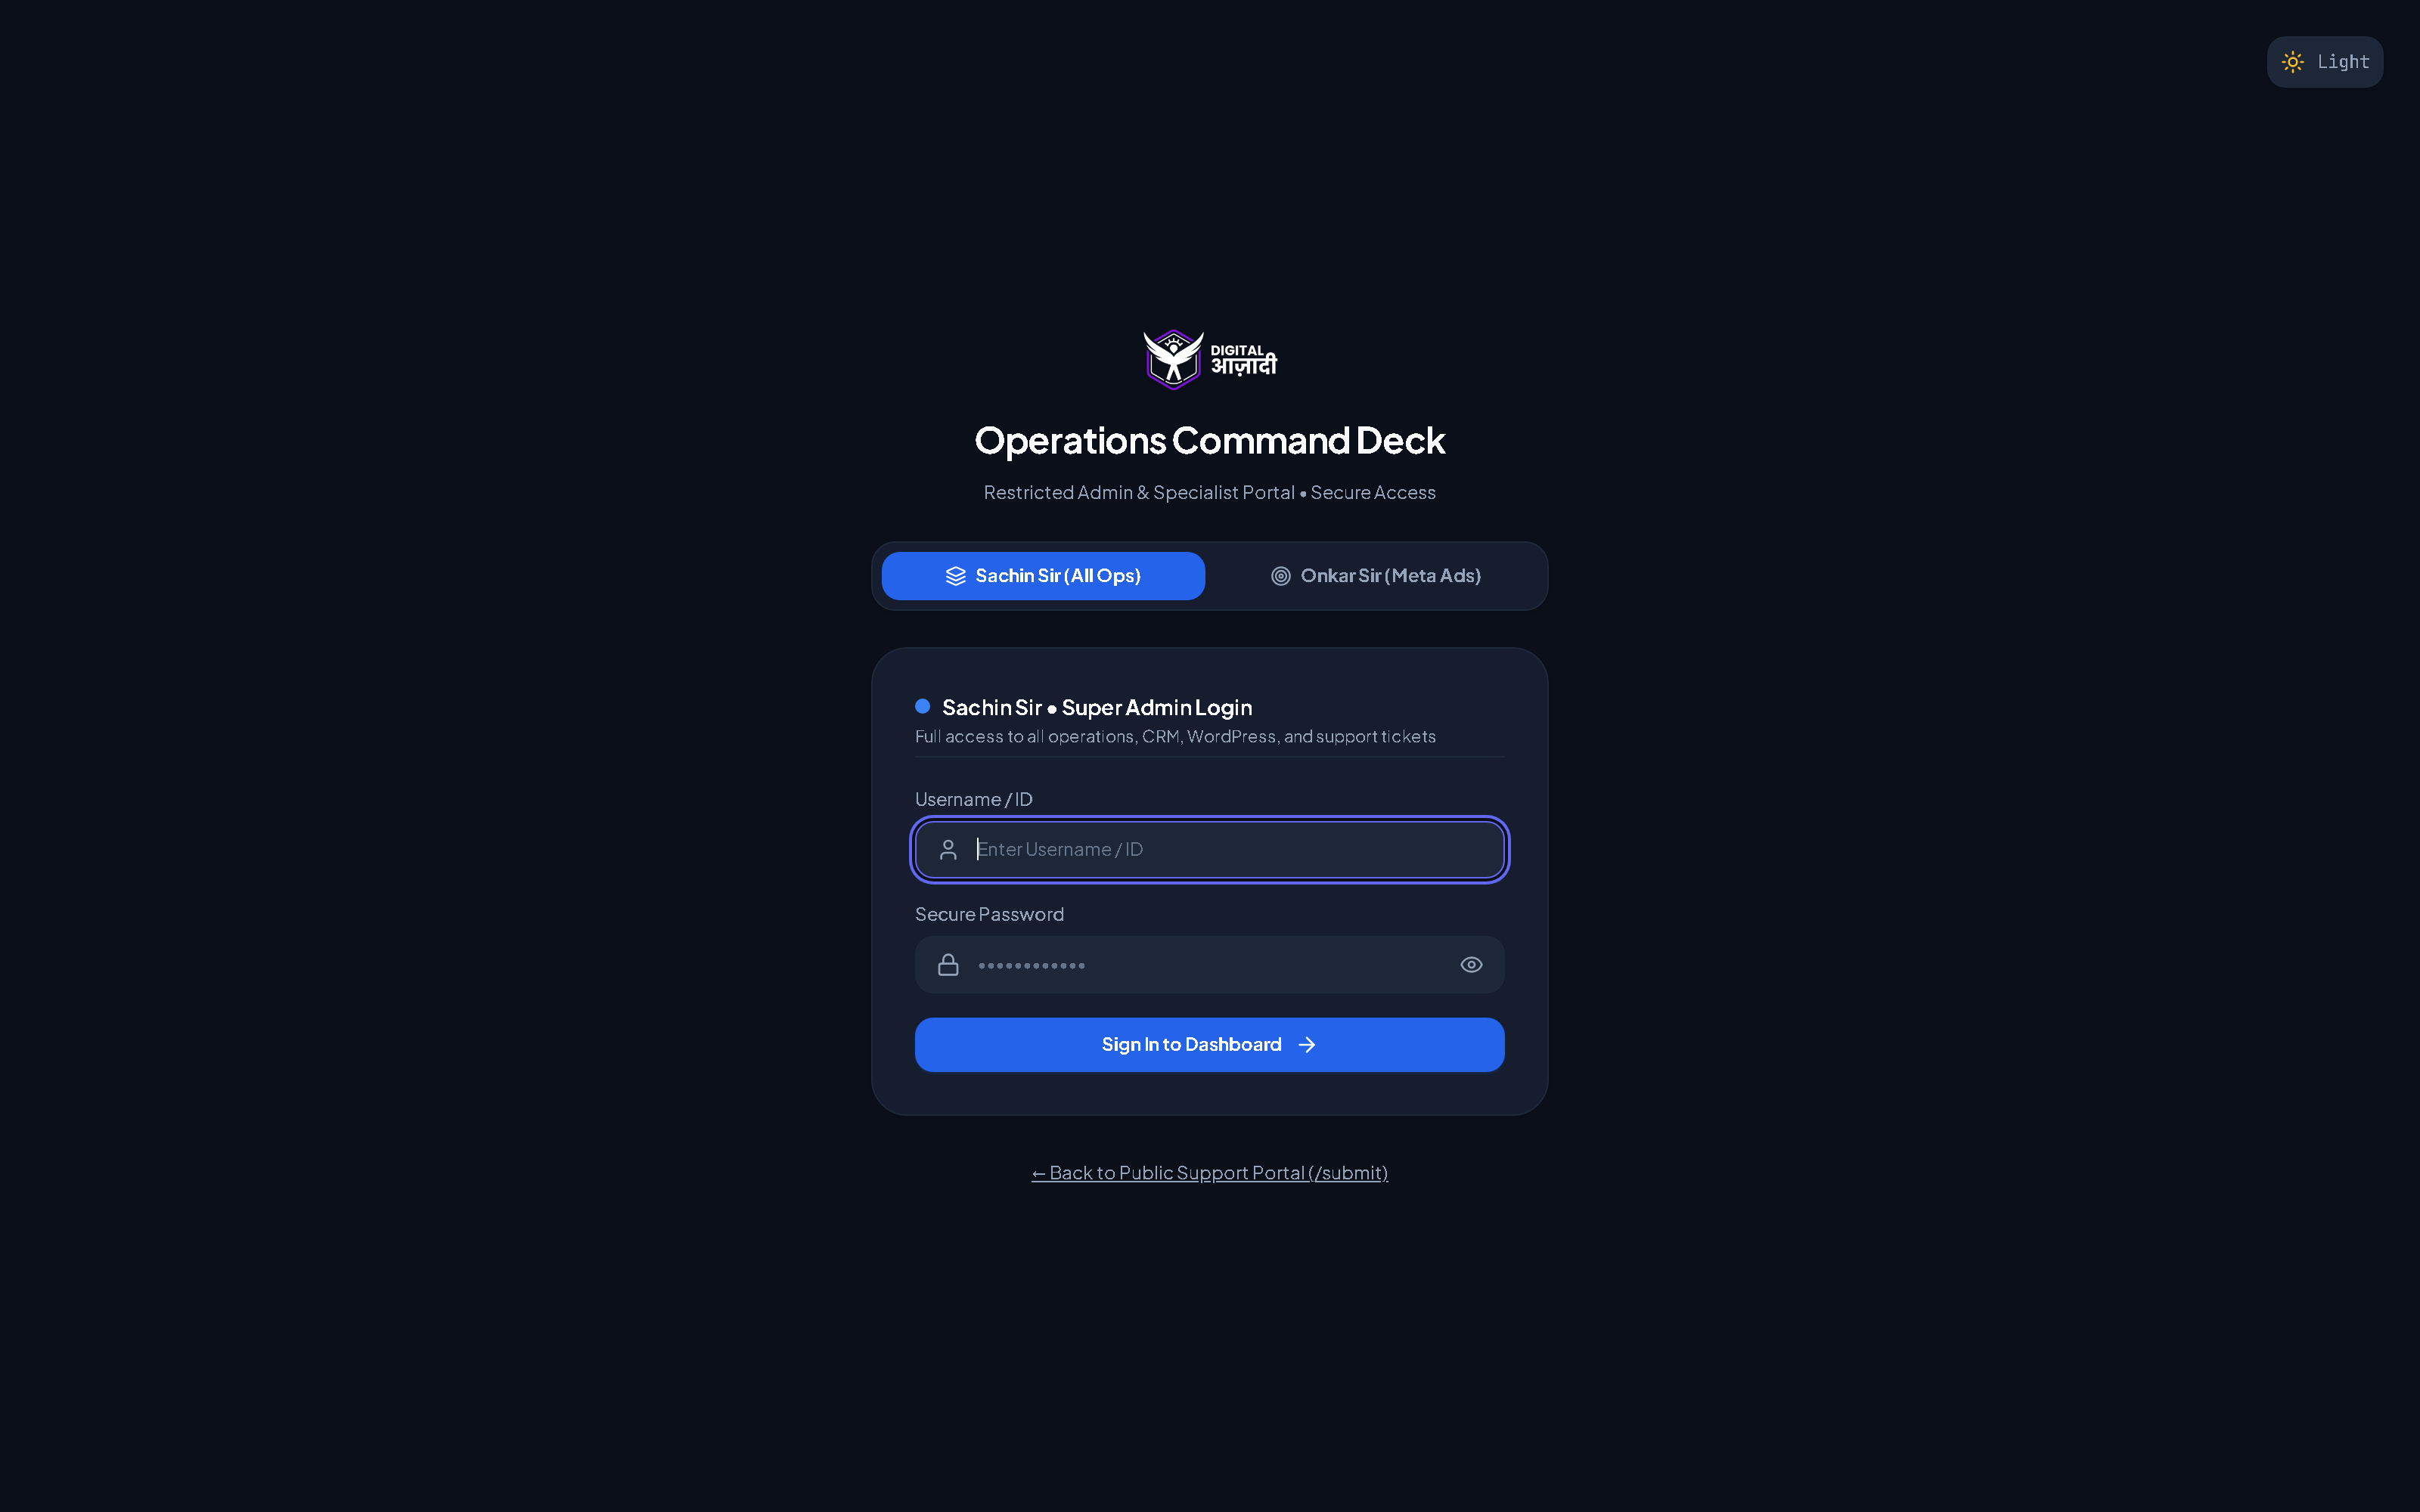 Light
DIGITAL
आज़ादी
Operations Command Deck
Restricted Admin & Specialist Portal • Secure Access
Sachin Sir (All Ops)
Onkar Sir (Meta Ads)
Sachin Sir • Super Admin Login
Full access to all operations, CRM, WordPress, and support tickets
Username / ID
Enter Username / ID
Secure Password
••••••••••••
Sign In to Dashboard →
← Back to Public Support Portal (/submit)